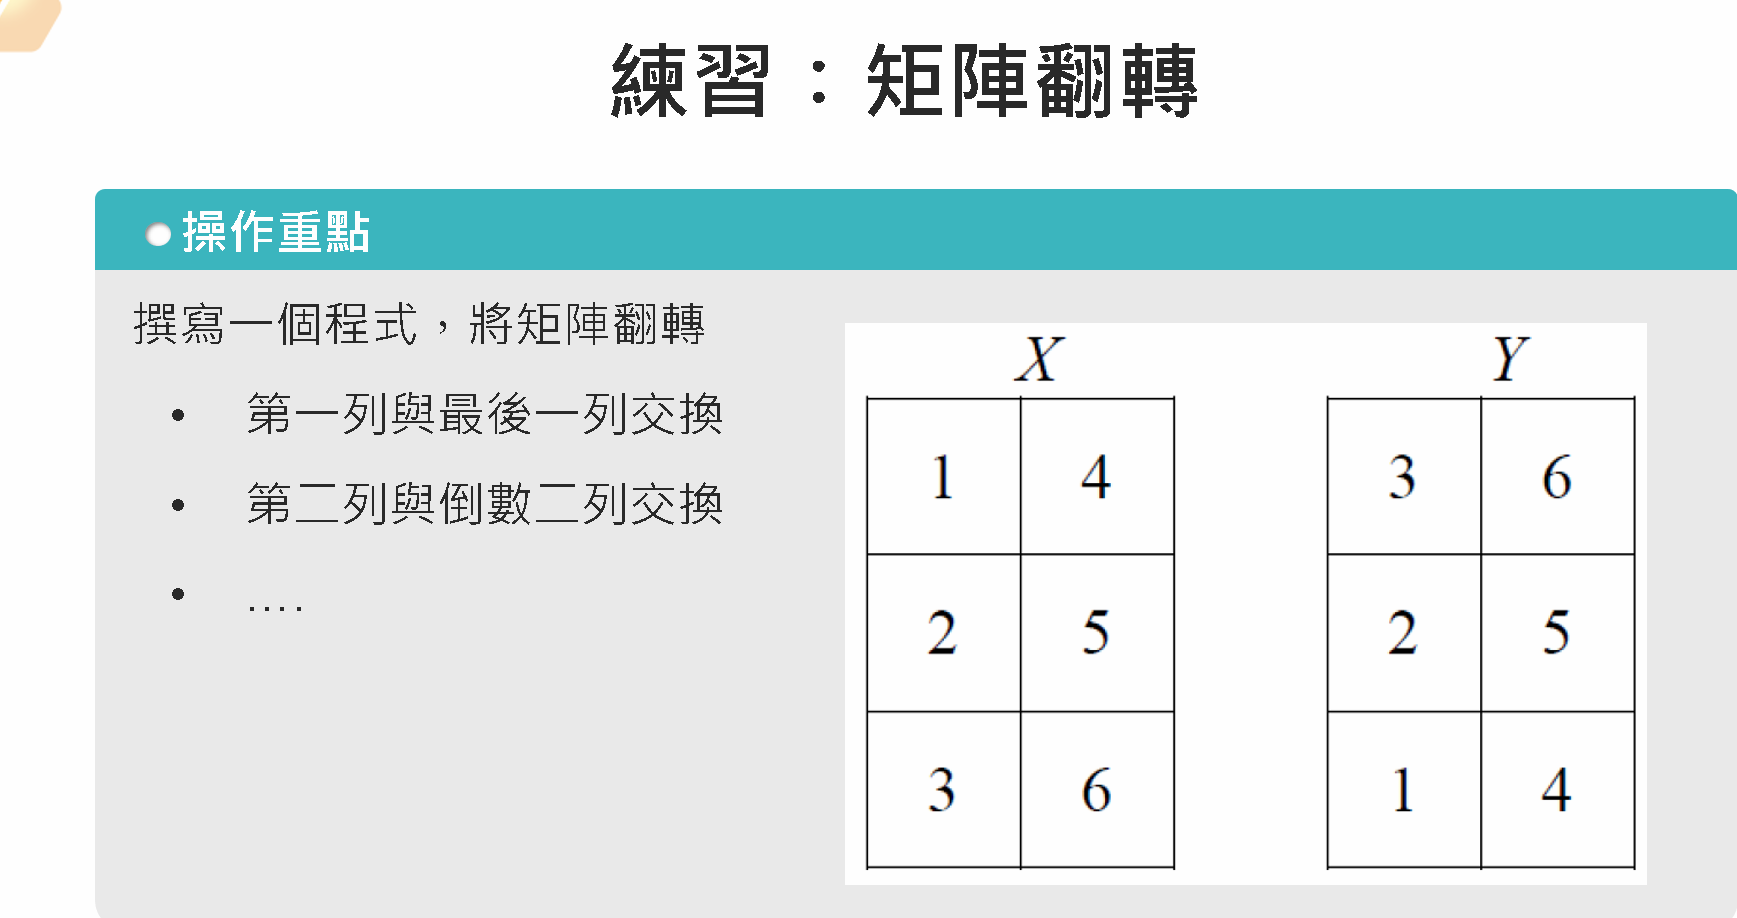 練習：矩陣翻轉
操作重點
撰寫一個程式，將矩陣翻轉
• 第一列與最後一列交換
• 第二列與倒數二列交換
• ....
X Y
1 4 3 6
2 5 2 5
3 6 1 4